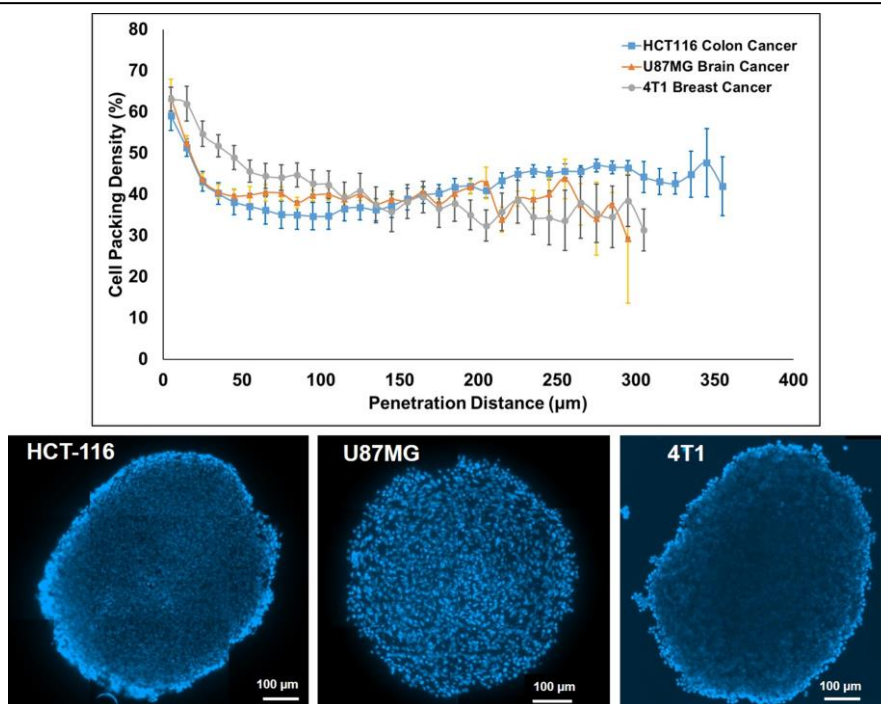 80
70
60
50
40
30
20
10
0
Cell Packing Density (%)
HCT116 Colon Cancer
U87MG Brain Cancer
4T1 Breast Cancer
0 50 100 150 200 250 300 350 400
Penetration Distance (µm)
HCT-116
U87MG
4T1
100 µm
100 µm
100 µm